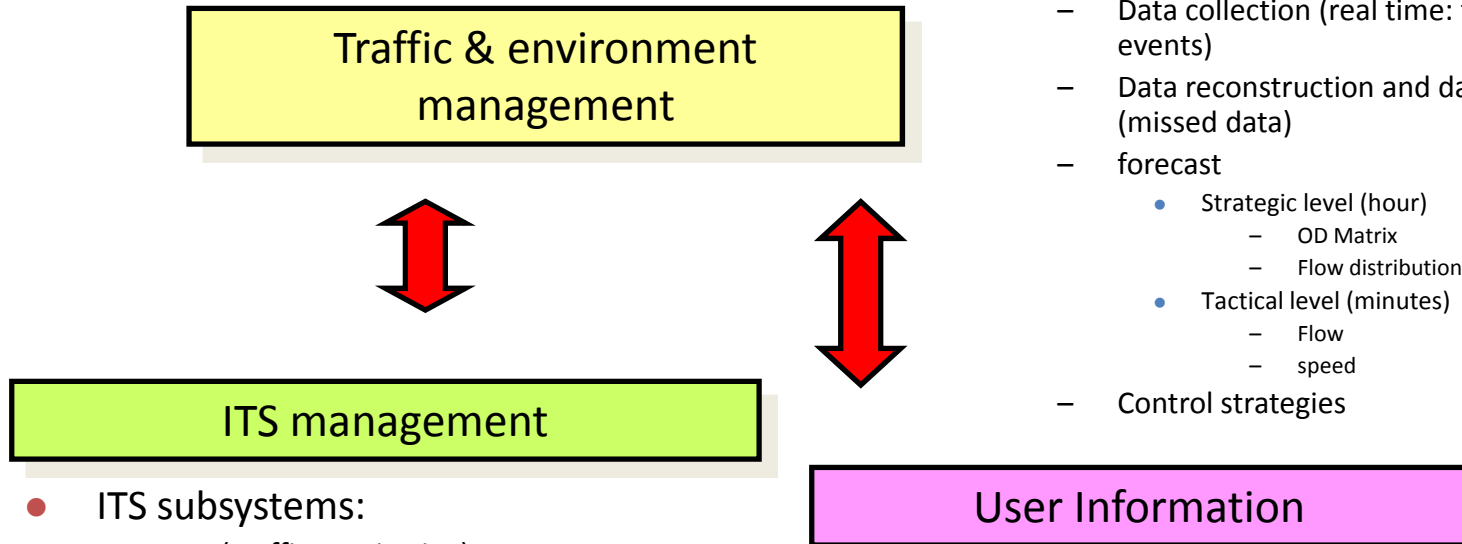 Traffic & environment
management
– Data collection (real time:
events)
– Data reconstruction and
(missed data)
– forecast
● Strategic level (hour)
– OD Matrix
– Flow distribution
● Tactical level (minutes)
– Flow
– speed
– Control strategies
ITS management
● ITS subsystems:
User Information